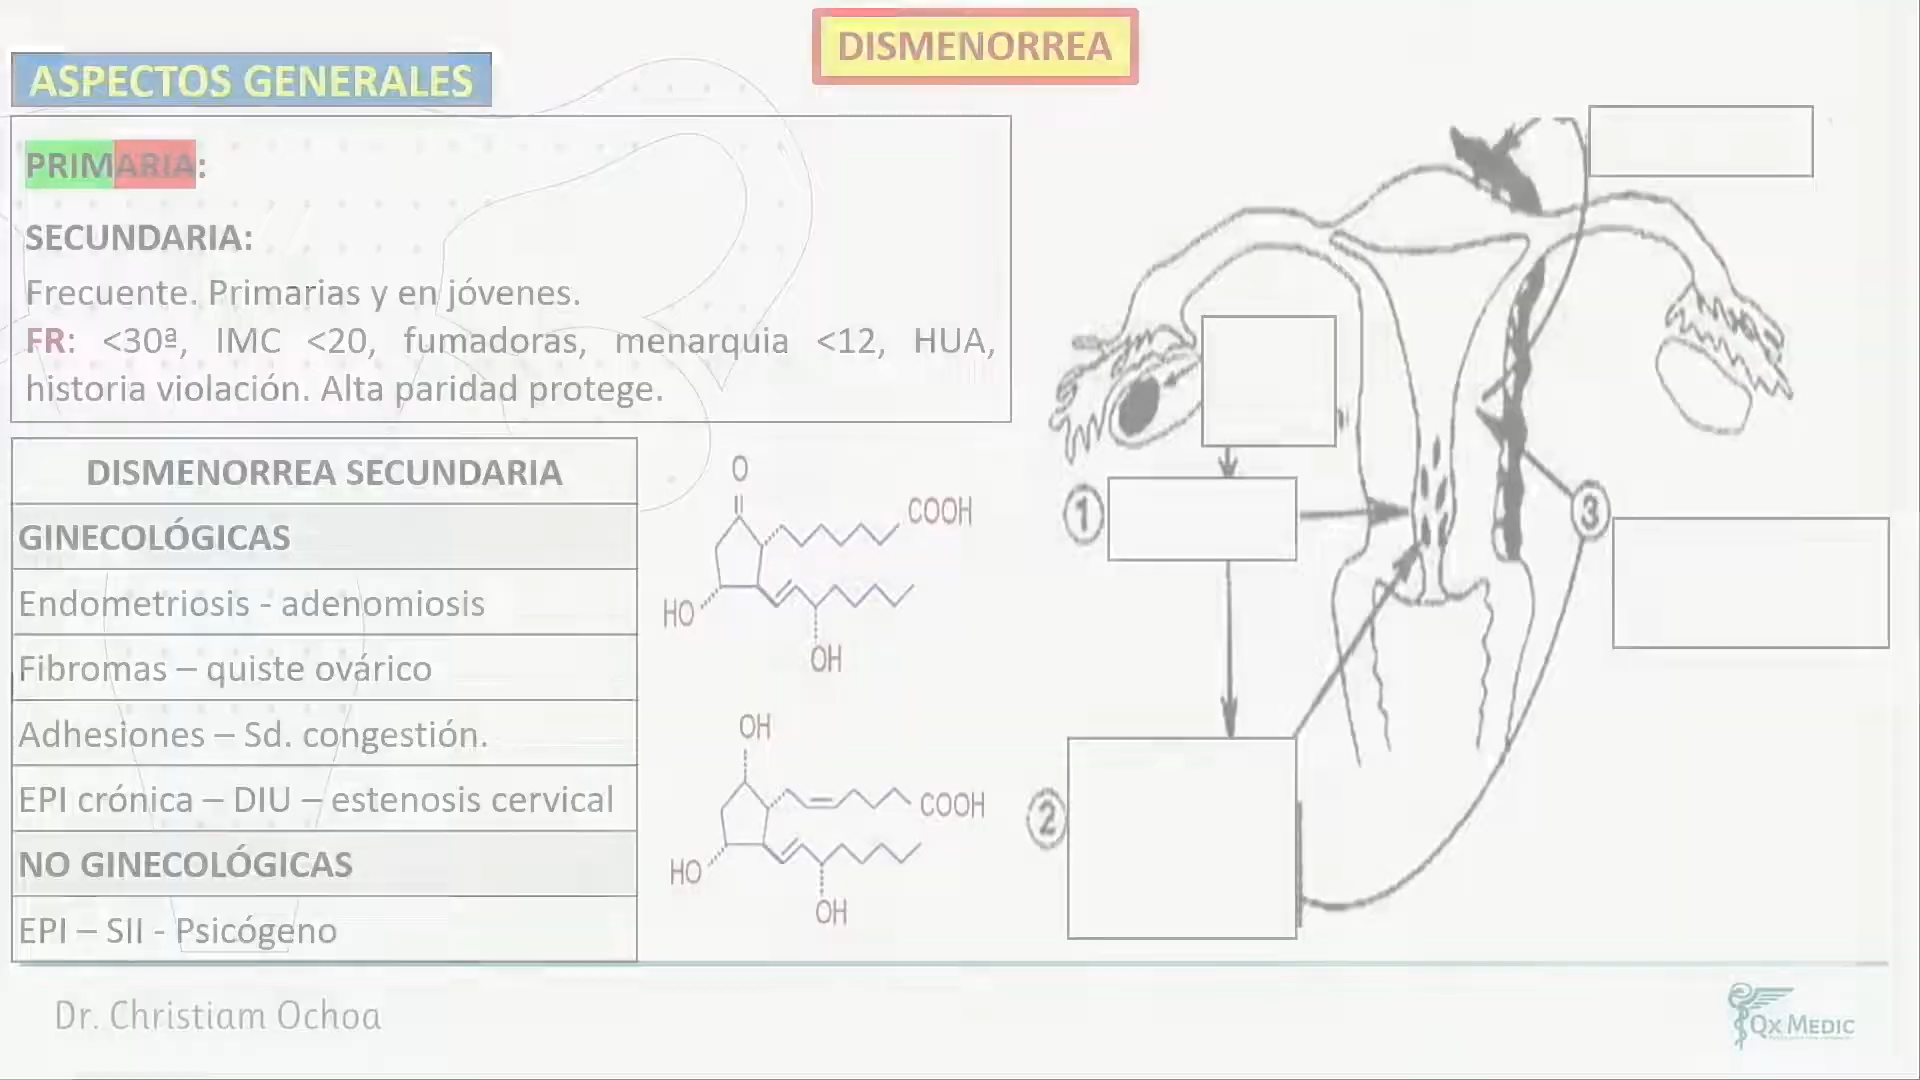 DISMENORREA
ASPECTOS GENERALES
PRIMARIA:
SECUNDARIA:
Frecuente. Primarias y en jóvenes.
FR: <30ª, IMC <20, fumadoras, menarquia <12, HUA,
historia violación. Alta paridad protege.
DISMENORREA SECUNDARIA
GINECOLÓGICAS
Endometriosis - adenomiosis
Fibromas – quiste ovárico
Adhesiones – Sd. congestión.
EPI crónica – DIU – estenosis cervical
NO GINECOLÓGICAS
EPI – SII - Psicógeno
O
COOH
HO
OH
OH
COOH
HO
OH
1
3
2
Dr. Christiam Ochoa
Qx MEDIC